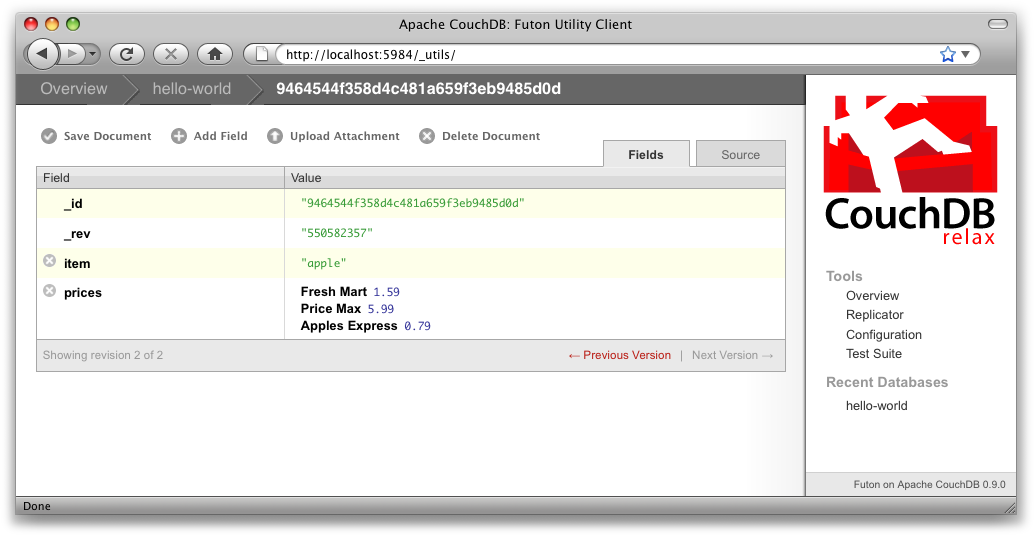 Apache CouchDB: Futon Utility Client
http://localhost:5984/_utils/
Overview hello-world 9464544f358d4c481a659f3eb9485d0d
Save Document Add Field Upload Attachment Delete Document
Fields Source
Field Value
_id "9464544f358d4c481a659f3eb9485d0d"
_rev "550582357"
item "apple"
prices Fresh Mart 1.59
Price Max 5.99
Apples Express 0.79
Showing revision 2 of 2 ← Previous Version | Next Version →
CouchDB
relax
Tools
Overview
Replicator
Configuration
Test Suite
Recent Databases
hello-world
Futon on Apache CouchDB 0.9.0
Done